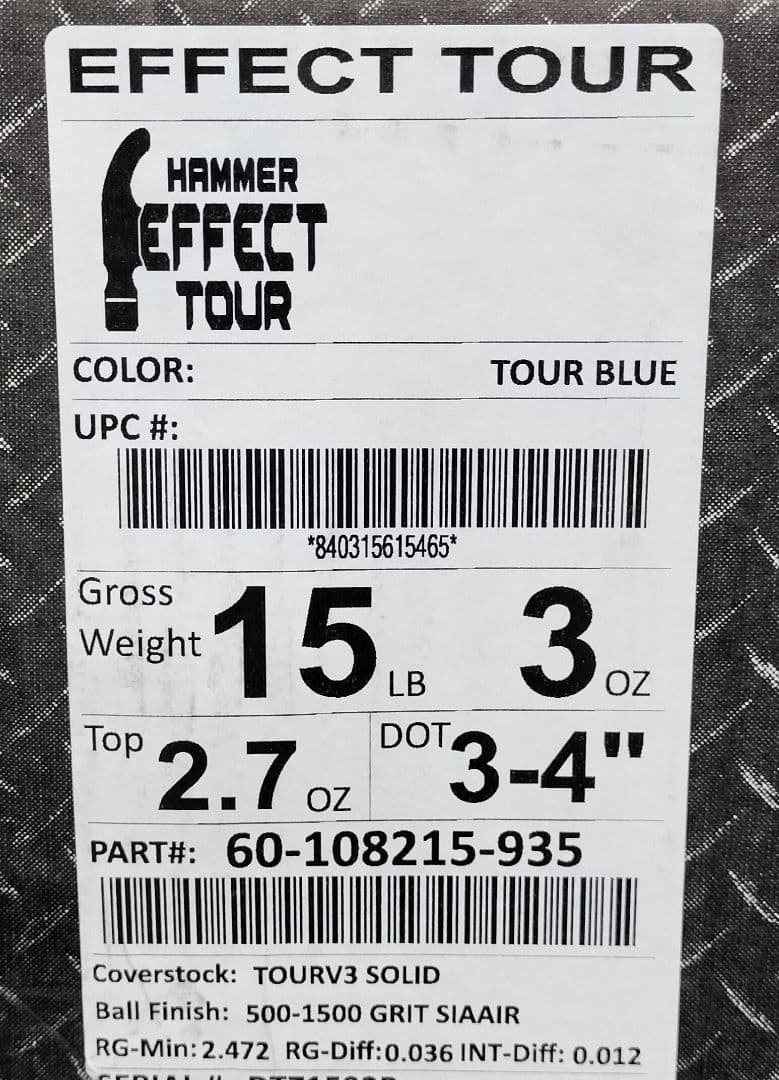 EFFECT TOUR
HAMMER
EFFECT
TOUR
COLOR: TOUR BLUE
UPC #:
*840315615465*
Gross Weight 15 LB 3 OZ
Top 2.7 OZ DOT 3-4"
PART#: 60-108215-935
Coverstock: TOURV3 SOLID
Ball Finish: 500-1500 GRIT SIAAIR
RG-Min: 2.472 RG-Diff: 0.036 INT-Diff: 0.012